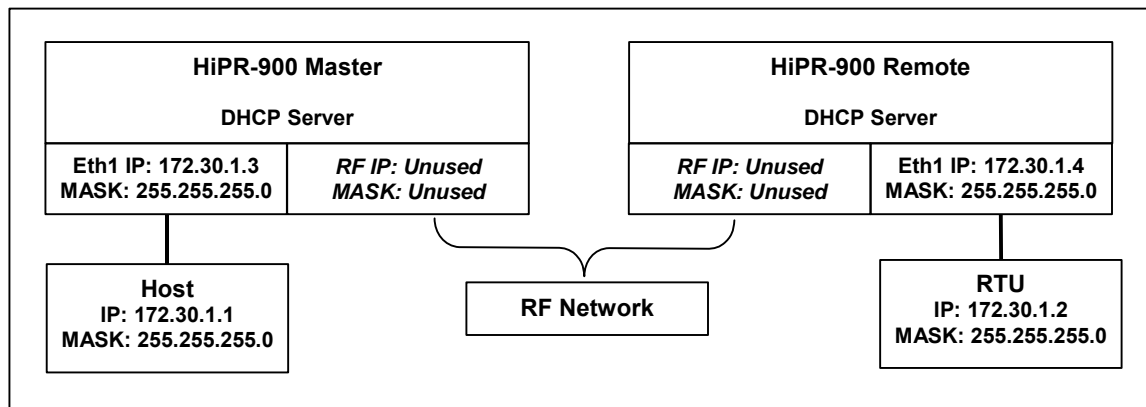 HiPR-900 Master
DHCP Server
Eth1 IP: 172.30.1.3
MASK: 255.255.255.0
RF IP: Unused
MASK: Unused
HiPR-900 Remote
DHCP Server
RF IP: Unused
MASK: Unused
Eth1 IP: 172.30.1.4
MASK: 255.255.255.0
Host
IP: 172.30.1.1
MASK: 255.255.255.0
RF Network
RTU
IP: 172.30.1.2
MASK: 255.255.255.0